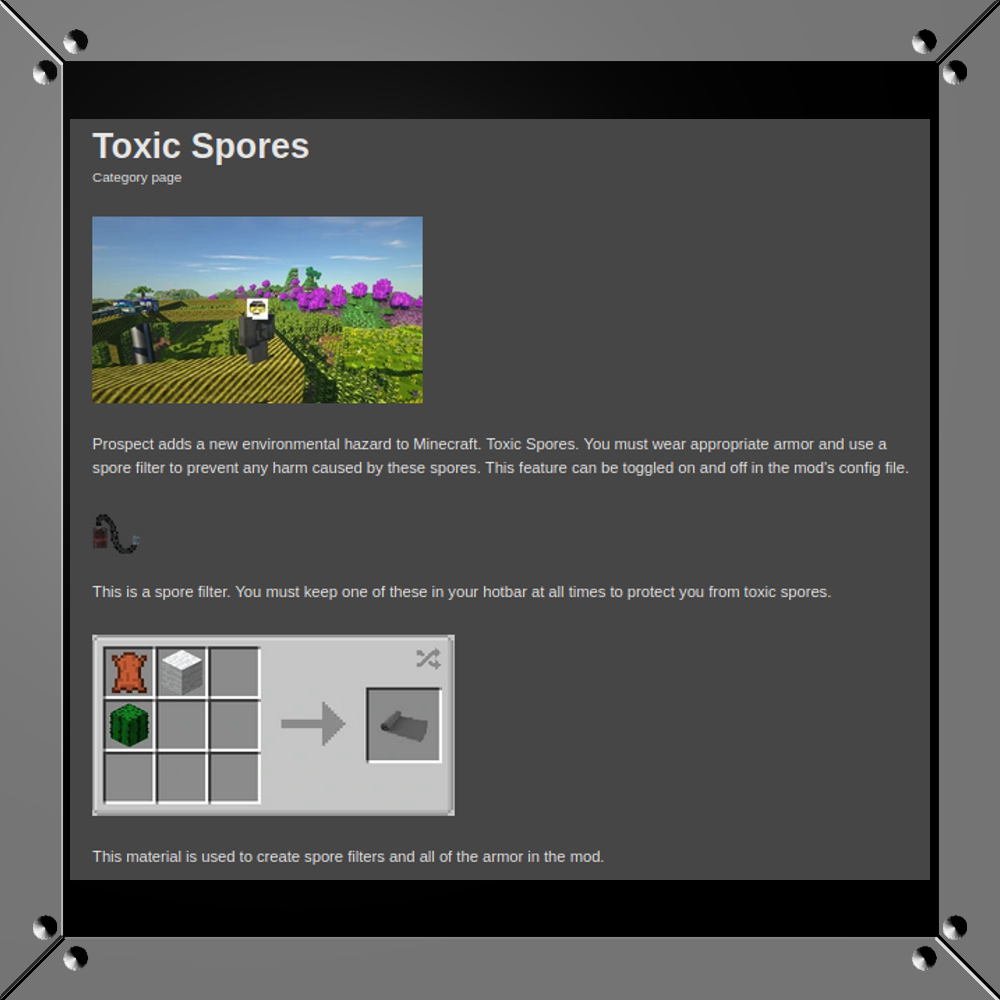 Toxic Spores
Category page
Prospect adds a new environmental hazard to Minecraft. Toxic Spores. You must wear appropriate armor and use a
spore filter to prevent any harm caused by these spores. This feature can be toggled on and off in the mod's config file.
This is a spore filter. You must keep one of these in your hotbar at all times to protect you from toxic spores.
This material is used to create spore filters and all of the armor in the mod.